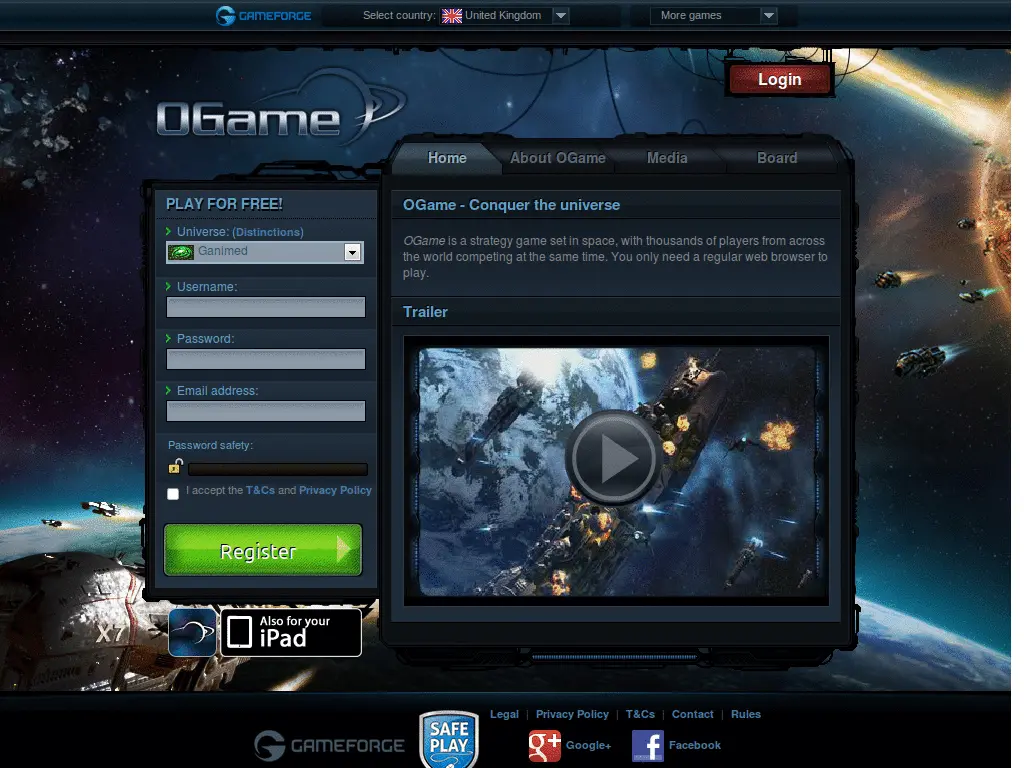 GAMEFORGE
Select country: United Kingdom
More games
Login
OGame
Home
About OGame
Media
Board
PLAY FOR FREE!
Universe: (Distinctions)
Ganimed
Username:
Password:
Email address:
Password safety:
I accept the T&Cs and Privacy Policy
Register
Also for your
iPad
X7
OGame - Conquer the universe
OGame is a strategy game set in space, with thousands of players from across
the world competing at the same time. You only need a regular web browser to
play.
Trailer
GAMEFORGE
SAFE
PLAY
Legal | Privacy Policy | T&Cs | Contact | Rules
g+
Google+
f
Facebook